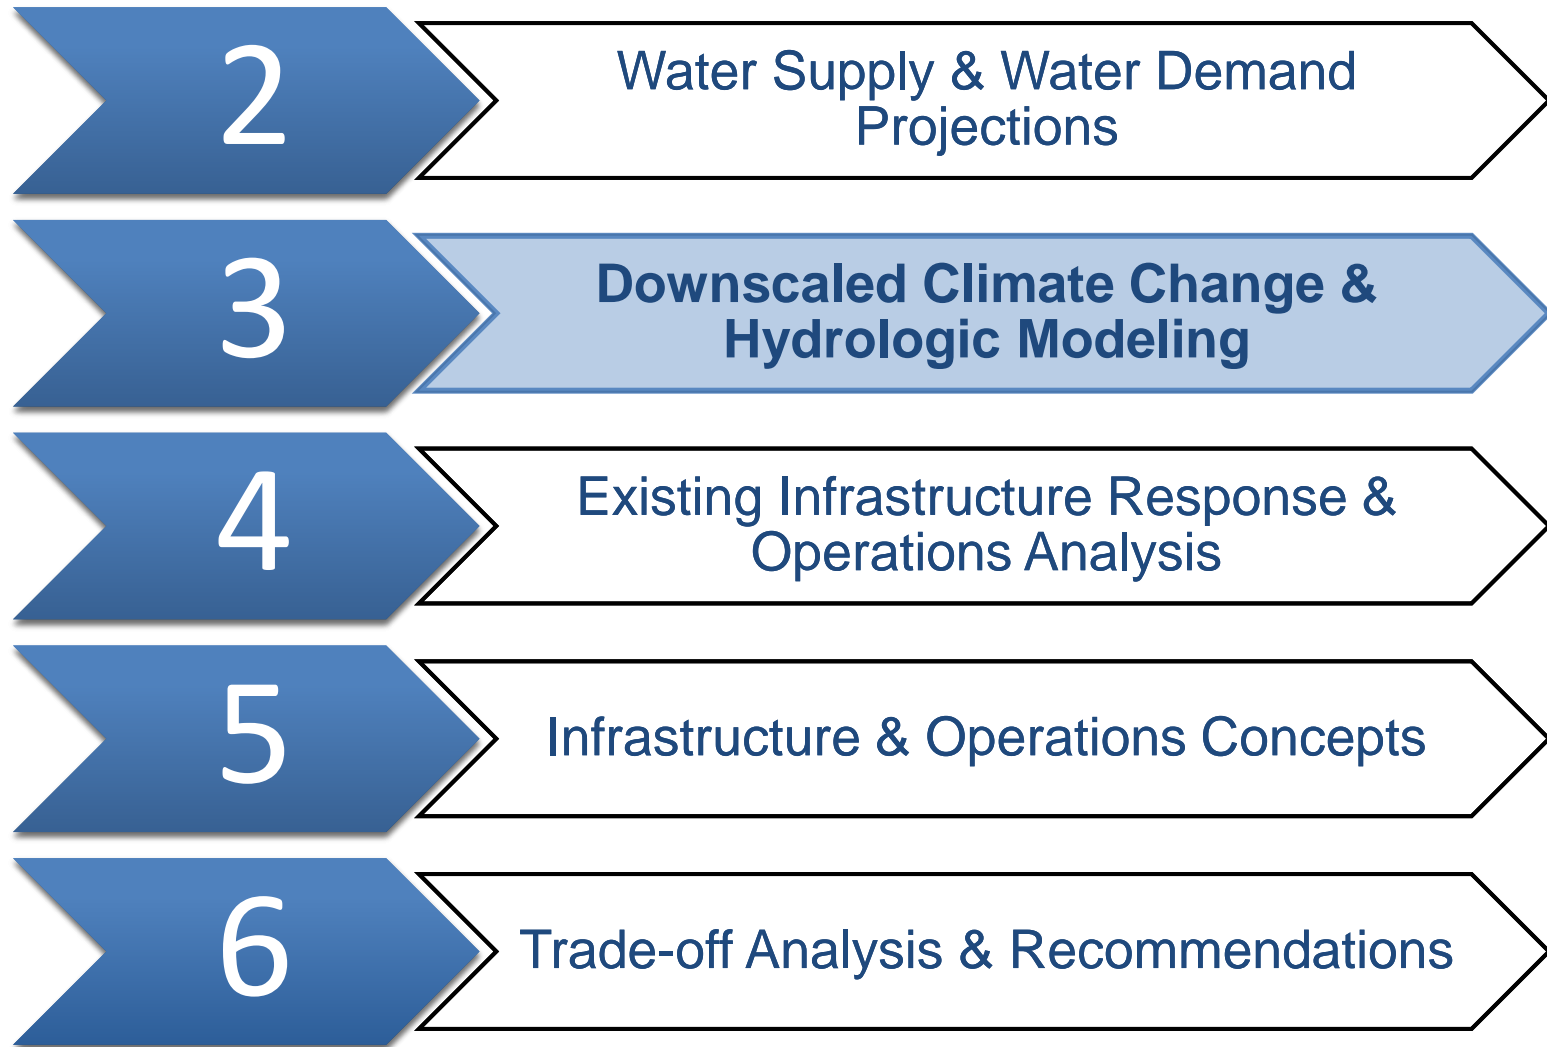 2
Water Supply & Water Demand
Projections
3
Downscaled Climate Change &
Hydrologic Modeling
4
Existing Infrastructure Response &
Operations Analysis
5
Infrastructure & Operations Concepts
6
Trade-off Analysis & Recommendations